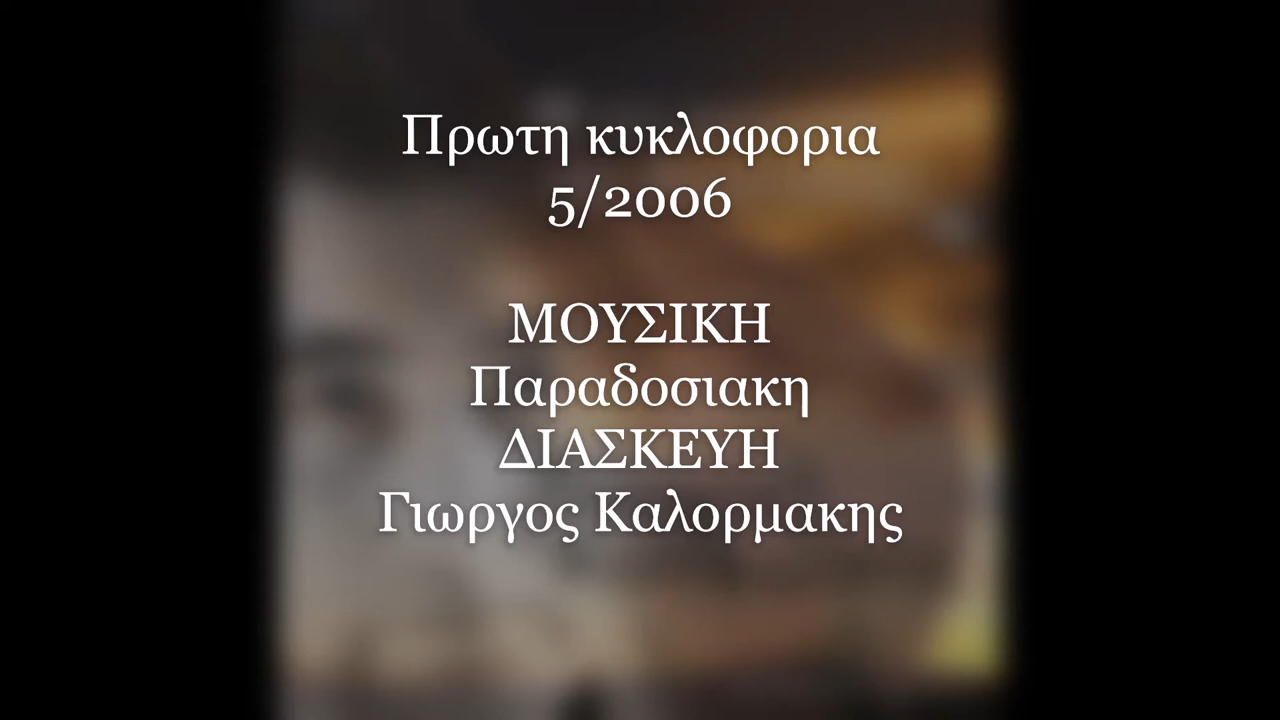 Πρωτη κυκλοφορια
5/2006
ΜΟΥΣΙΚΗ
Παραδοσιακη
ΔΙΑΣΚΕΥΗ
Γιωργος Καλορμακης